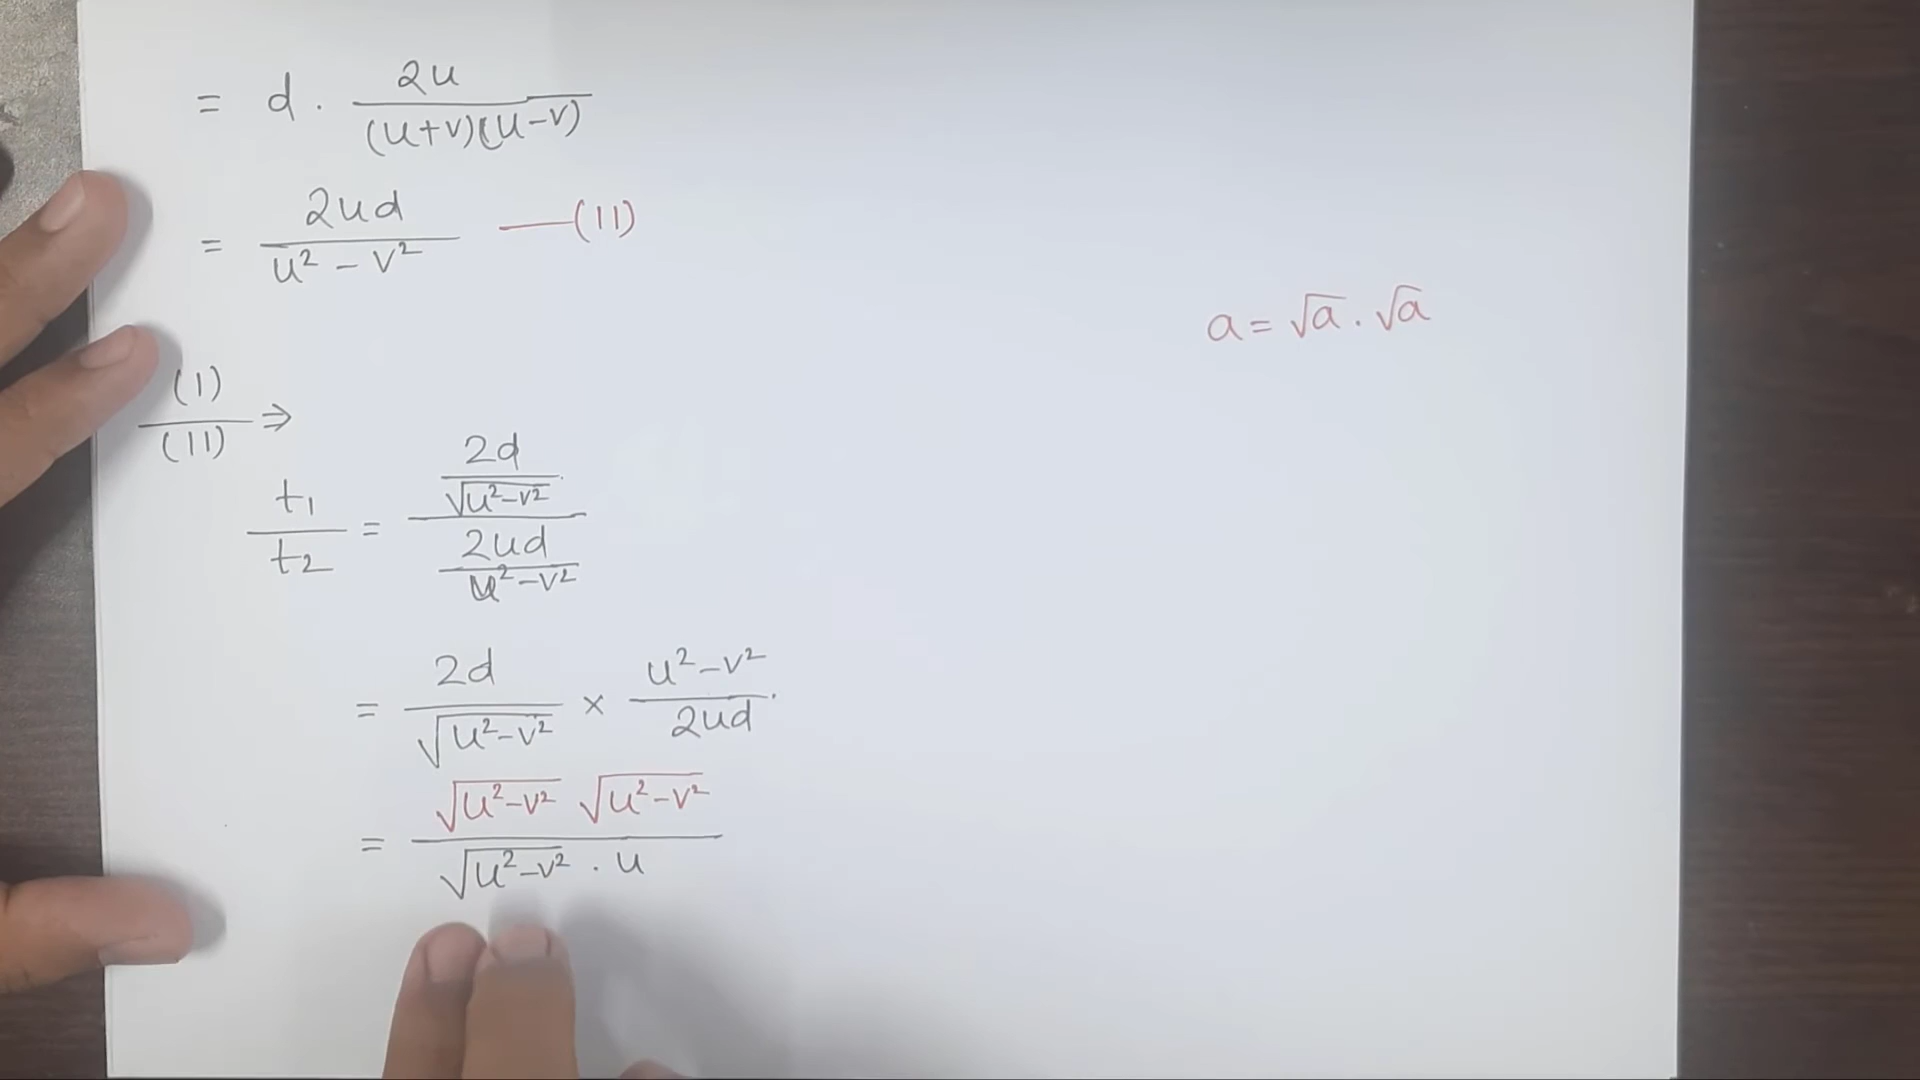 = d . 2u / (u+v)(u-v)
= 2ud / u² - v² —(11)
a = √a . √a
(1) / (11) ⇒
t₁ / t₂ = 2d / √u²-v² / 2ud / u²-v²
= 2d / √u²-v² × u²-v² / 2ud
= √u²-v² √u²-v² / √u²-v² . u